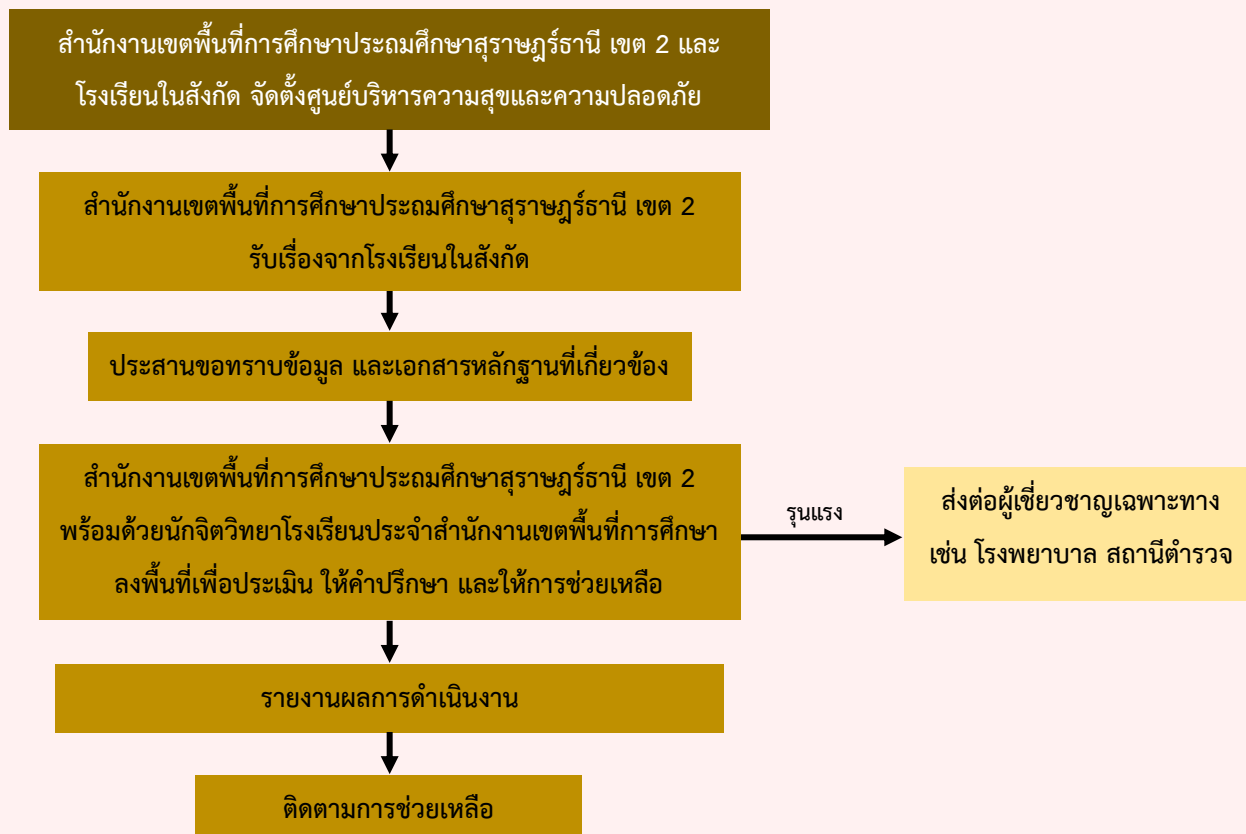 สำนักงานเขตพื้นที่การศึกษาประถมศึกษาสุราษฎร์ธานี เขต 2 และ
โรงเรียนในสังกัด จัดตั้งศูนย์บริหารความสุขและความปลอดภัย
สำนักงานเขตพื้นที่การศึกษาประถมศึกษาสุราษฎร์ธานี เขต 2
รับเรื่องจากโรงเรียนในสังกัด
ประสานขอทราบข้อมูล และเอกสารหลักฐานที่เกี่ยวข้อง
สำนักงานเขตพื้นที่การศึกษาประถมศึกษาสุราษฎร์ธานี เขต 2
พร้อมด้วยนักจิตวิทยาโรงเรียนประจำสำนักงานเขตพื้นที่การศึกษา
ลงพื้นที่เพื่อประเมิน ให้คำปรึกษา และให้การช่วยเหลือ
รุนแรง
ส่งต่อผู้เชี่ยวชาญเฉพาะทาง
เช่น โรงพยาบาล สถานีตำรวจ
รายงานผลการดำเนินงาน
ติดตามการช่วยเหลือ